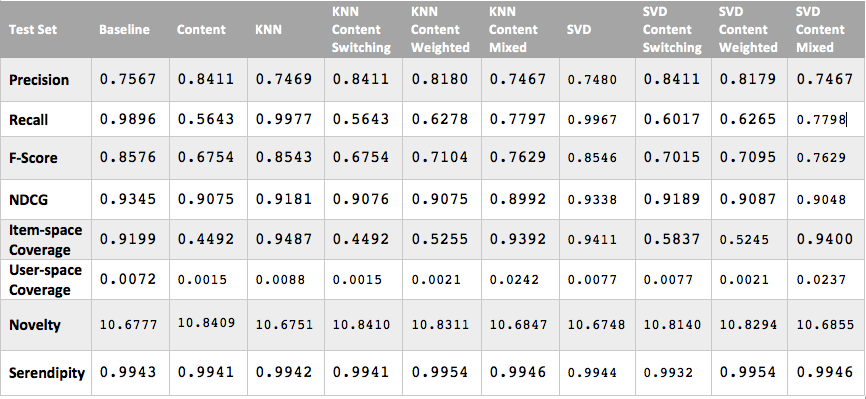 Test Set Baseline Content KNN KNN Content Switching KNN Content Weighted KNN Content Mixed SVD SVD Content Switching SVD Content Weighted SVD Content Mixed
Precision 0.7567 0.8411 0.7469 0.8411 0.8180 0.7467 0.7480 0.8411 0.8179 0.7467
Recall 0.9896 0.5643 0.9977 0.5643 0.6278 0.7797 0.9967 0.6017 0.6265 0.7798
F-Score 0.8576 0.6754 0.8543 0.6754 0.7104 0.7629 0.8546 0.7015 0.7095 0.7629
NDCG 0.9345 0.9075 0.9181 0.9076 0.9075 0.8992 0.9338 0.9189 0.9087 0.9048
Item-space Coverage 0.9199 0.4492 0.9487 0.4492 0.5255 0.9392 0.9411 0.5837 0.5245 0.9400
User-space Coverage 0.0072 0.0015 0.0088 0.0015 0.0021 0.0242 0.0077 0.0077 0.0021 0.0237
Novelty 10.6777 10.8409 10.6751 10.8410 10.8311 10.6847 10.6748 10.8140 10.8294 10.6855
Serendipity 0.9943 0.9941 0.9942 0.9941 0.9954 0.9946 0.9944 0.9932 0.9954 0.9946